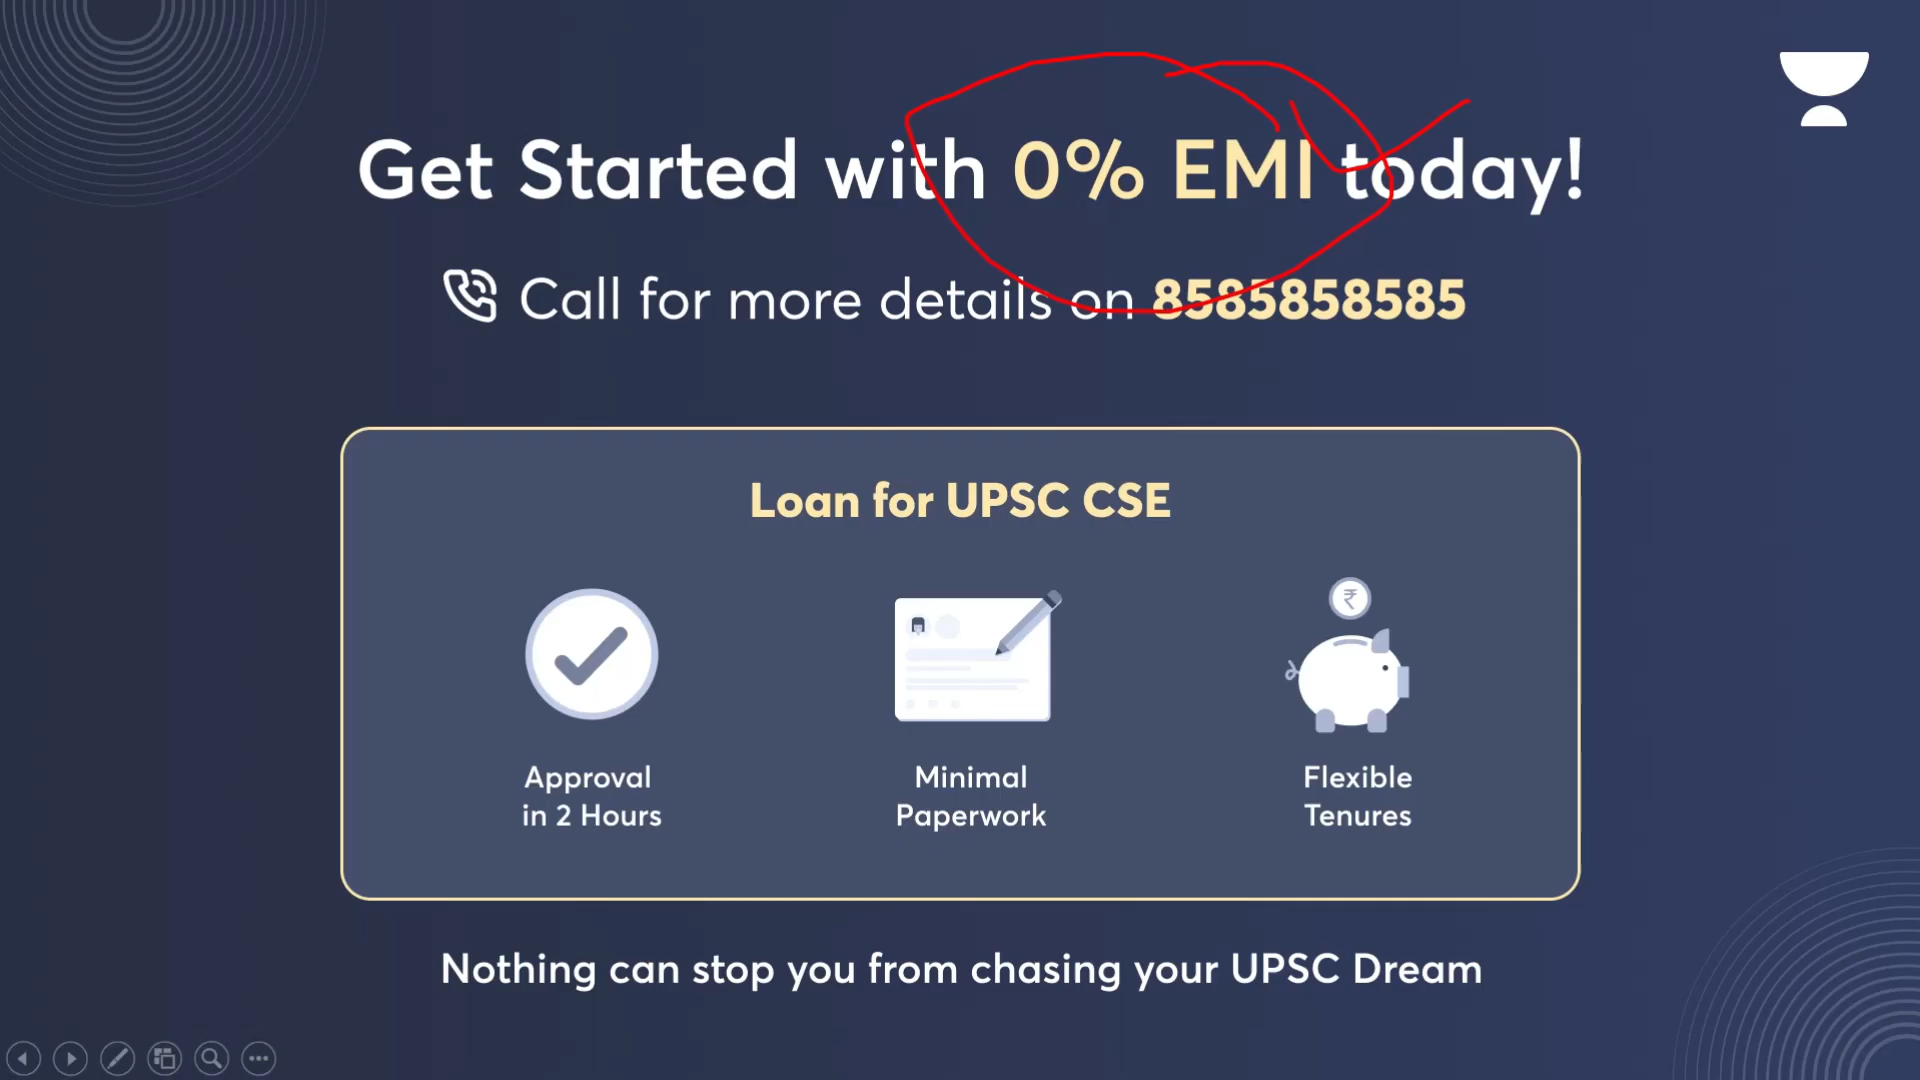 Get Started with 0% EMI today!
Call for more details on 8585858585
Loan for UPSC CSE
Approval
in 2 Hours
Minimal
Paperwork
₹
Flexible
Tenures
Nothing can stop you from chasing your UPSC Dream